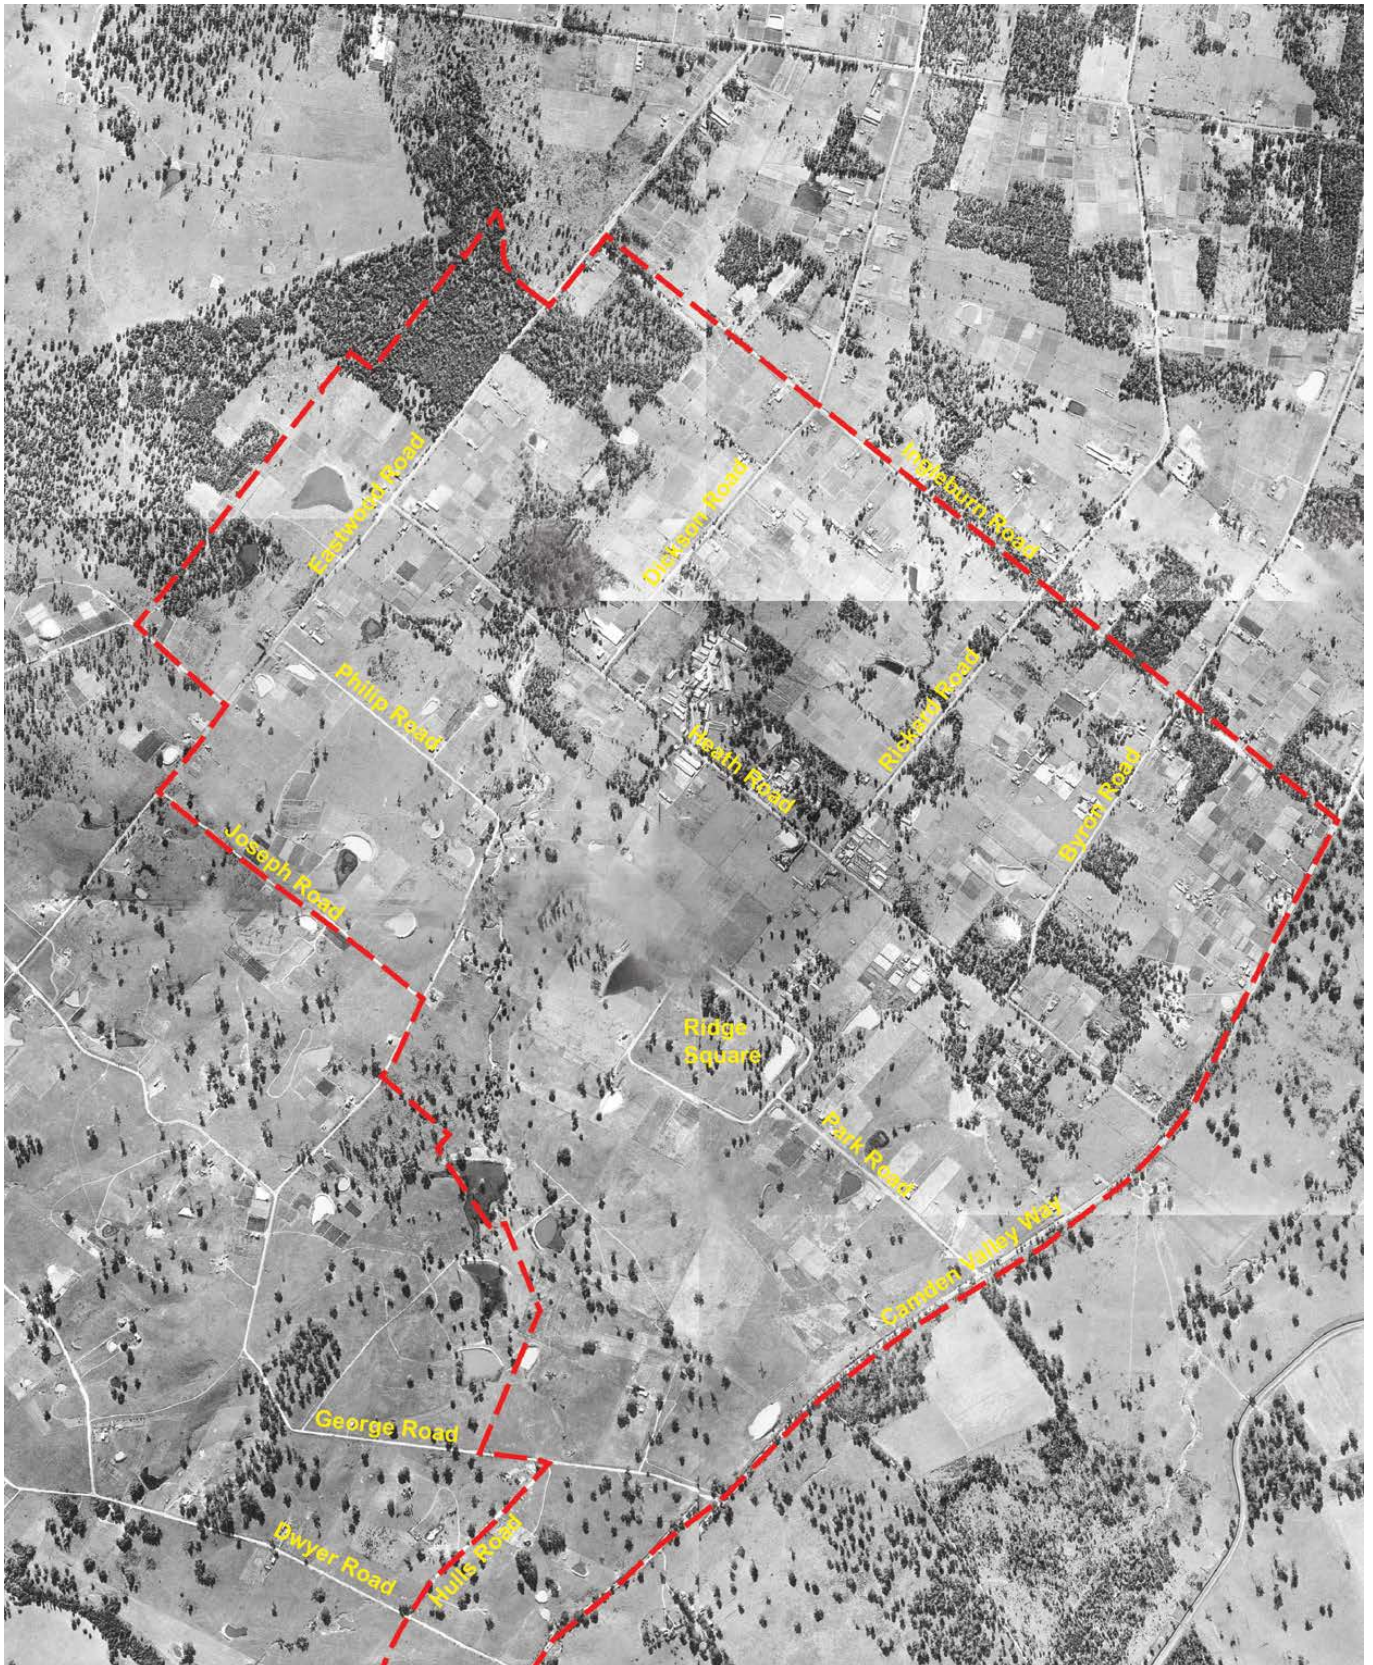 Ingleburn Road
Eastwood Road
Dickson Road
Philip Road
Rickard Road
Heath Road
Byron Road
Joseph Road
Ridge
Square
Park Road
Camden Valley Way
George Road
Dwyer Road
Hulls Road